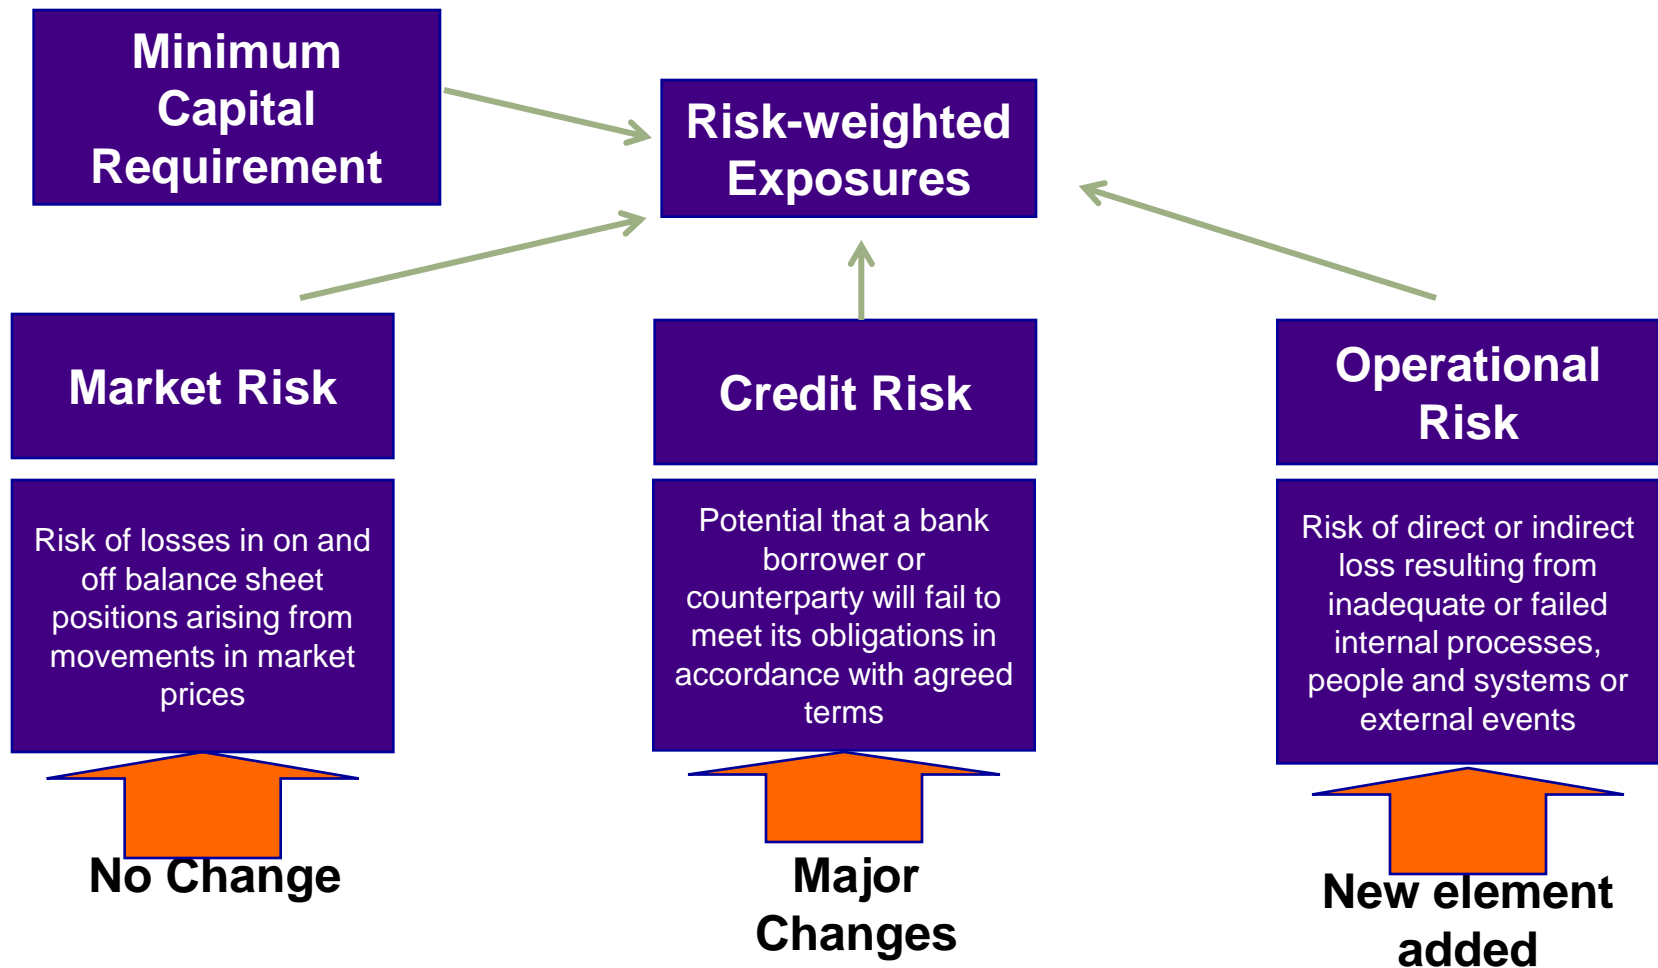 Minimum
Capital
Requirement
Risk-weighted
Exposures
Market Risk
Credit Risk
Operational
Risk
Risk of losses in on and
off balance sheet
positions arising from
movements in market
prices
Potential that a bank
borrower or
counterparty will fail to
meet its obligations in
accordance with agreed
terms
Risk of direct or indirect
loss resulting from
inadequate or failed
internal processes,
people and systems or
external events
No Change
Major
Changes
New element
added